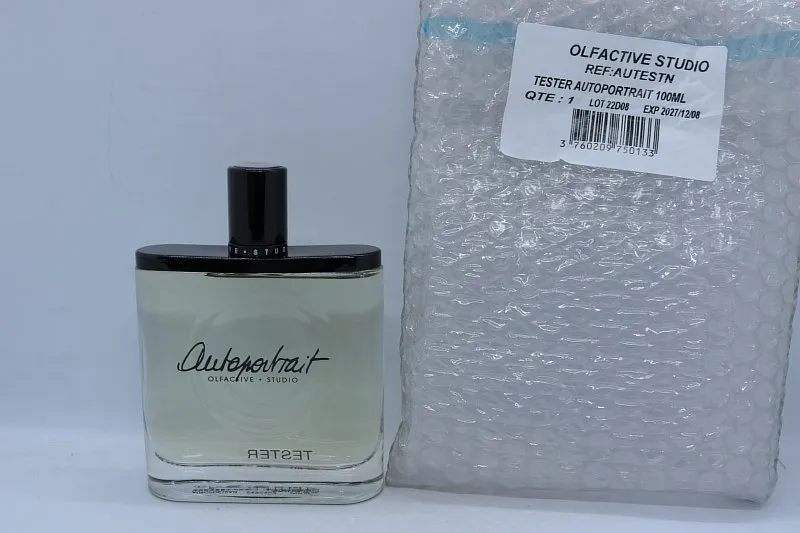 OLFACTIVE STUDIO
REF:AUTESTN
TESTER AUTOPORTRAIT 100ML
QTE : 1 LOT 22D08 EXP 2027/12/08
3 760209 750133
E + STUD
Autoportrait
OLFACTIVE + STUDIO
TESTER